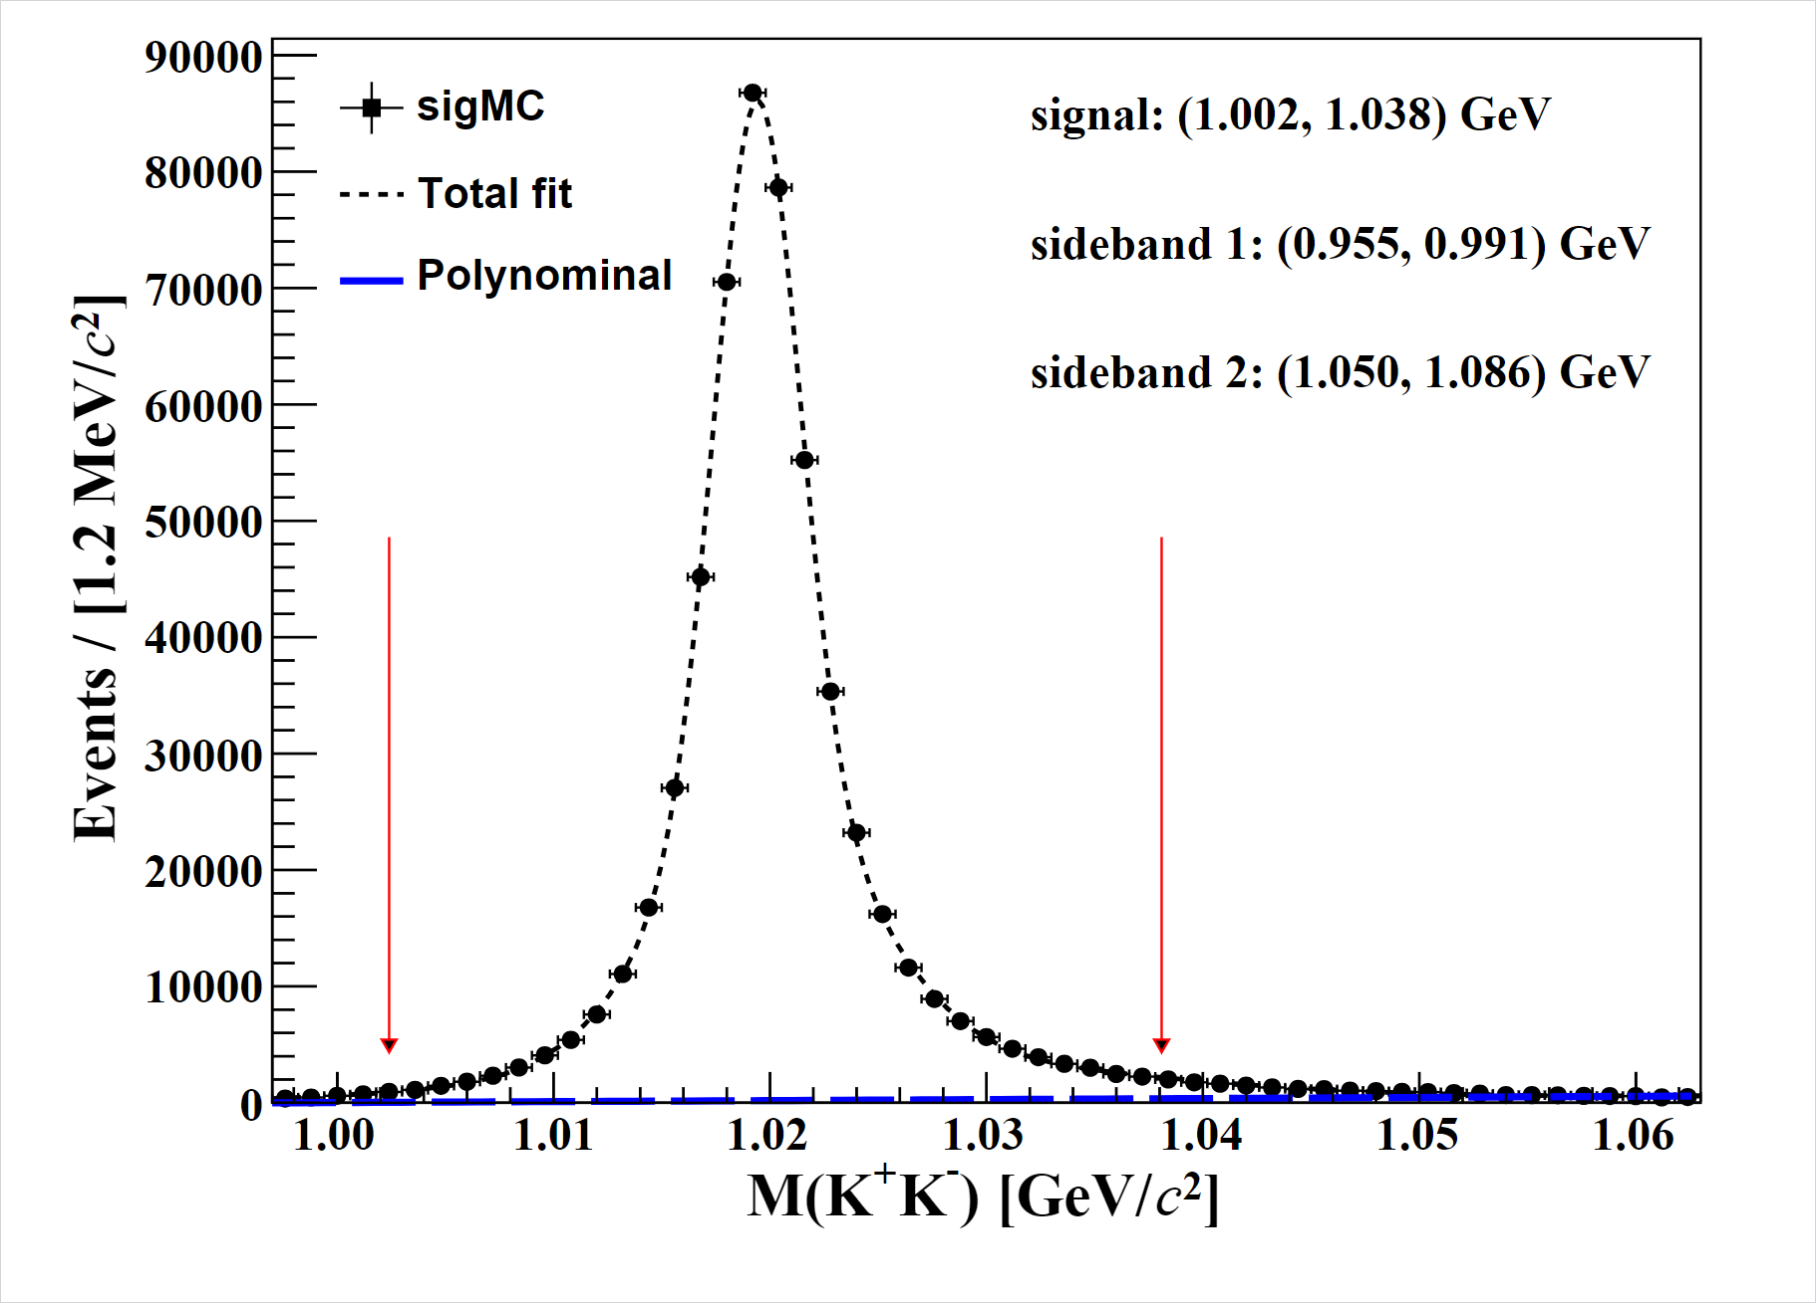 90000
80000
70000
60000
50000
40000
30000
20000
10000
0
Events / [1.2 MeV/c²]
sigMC
Total fit
Polynominal
signal: (1.002, 1.038) GeV
sideband 1: (0.955, 0.991) GeV
sideband 2: (1.050, 1.086) GeV
1.00 1.01 1.02 1.03 1.04 1.05 1.06
M(K⁺K⁻) [GeV/c²]